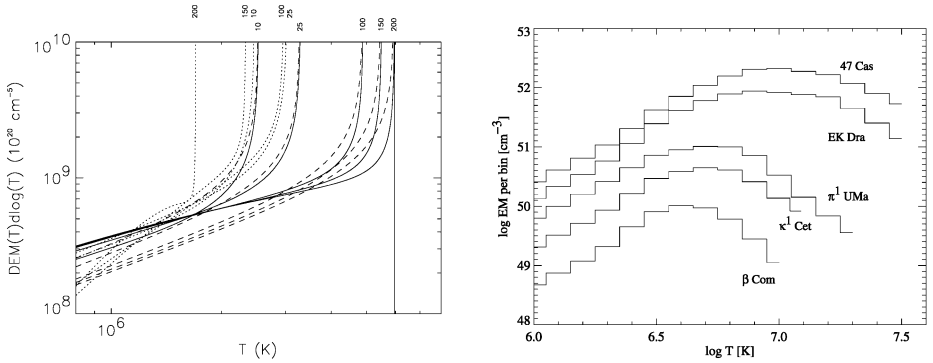 200 150 10 100 25 25 100 150 200
10
10^10
10^9
10^8
10^6
DEM(T)dlog(T) (10^20 cm^-5)
T (K)
53
52
51
50
49
48
6.0 6.5 7.0 7.5
log EM per bin [cm^-3]
log T [K]
47 Cas
EK Dra
π^1 UMa
κ^1 Cet
β Com